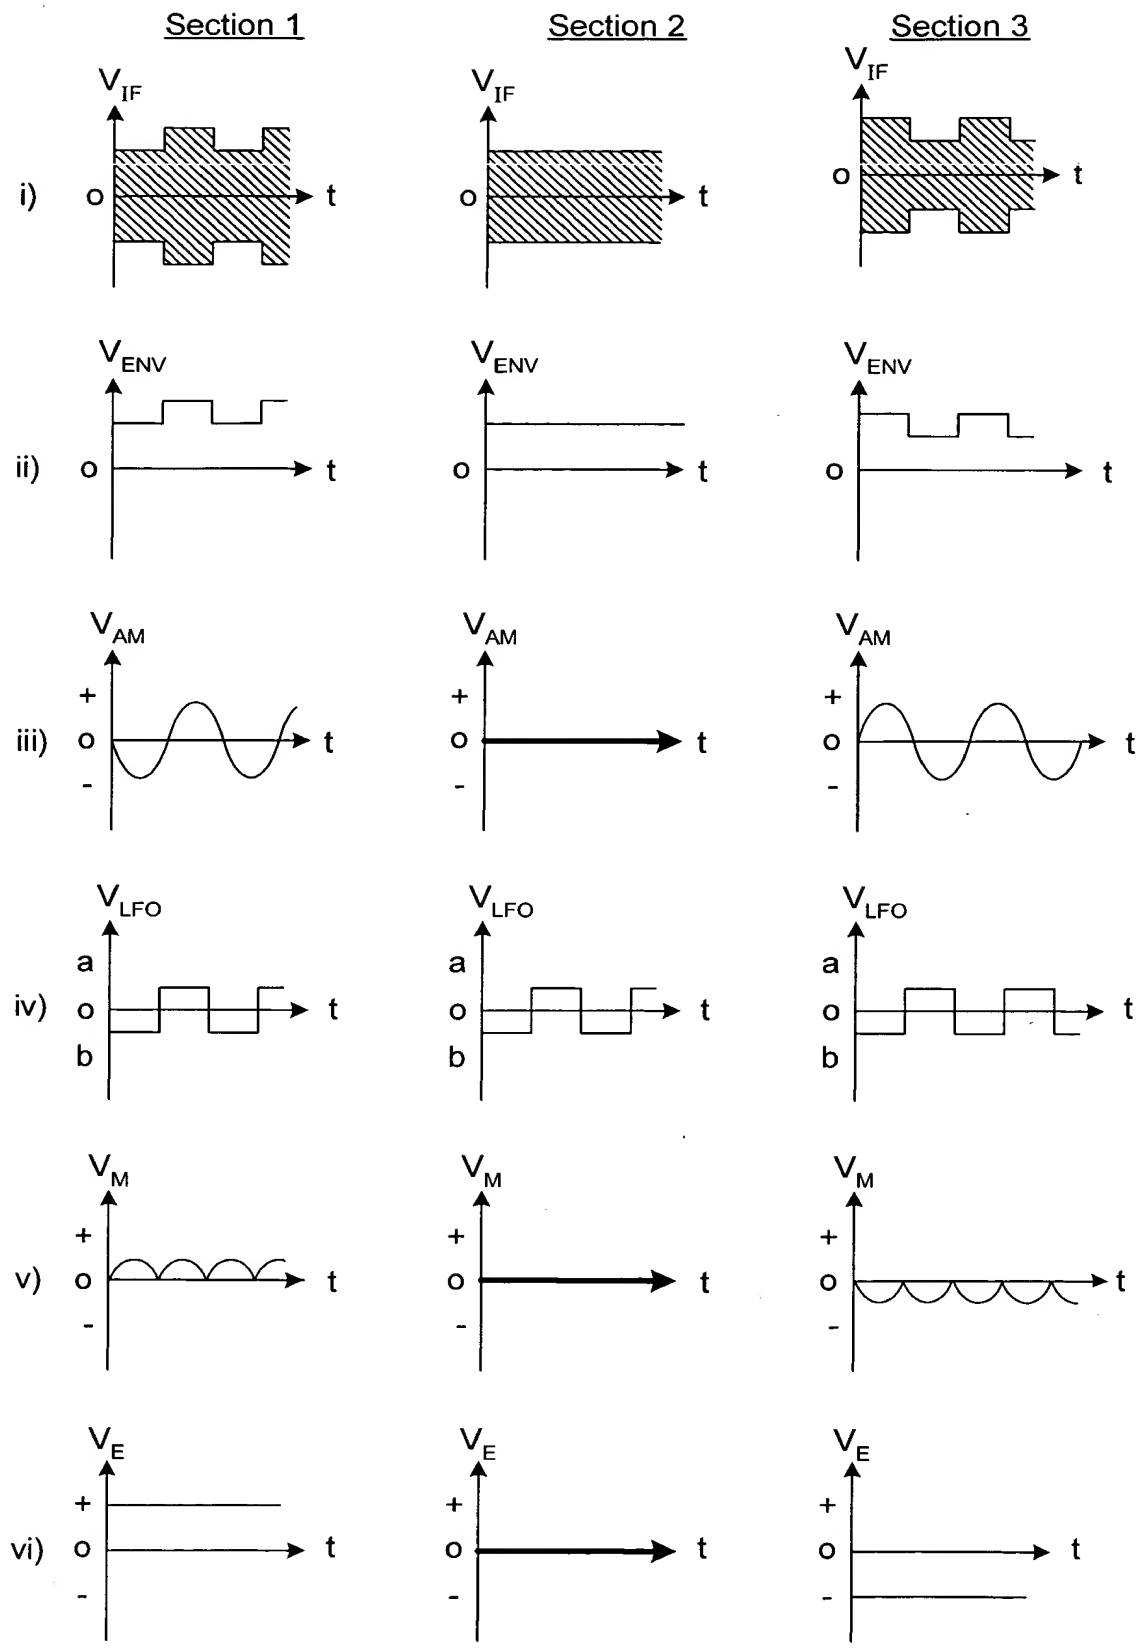 Section 1 Section 2 Section 3
V_IF V_IF V_IF
i) o t o t o t
V_ENV V_ENV V_ENV
ii) o t o t o t
V_AM V_AM V_AM
+ + +
iii) o t o t o t
- - -
V_LFO V_LFO V_LFO
a a a
iv) o t o t o t
b b b
V_M V_M V_M
+ + +
v) o t o t o t
- - -
V_E V_E V_E
+ + +
vi) o t o t o t
- - -